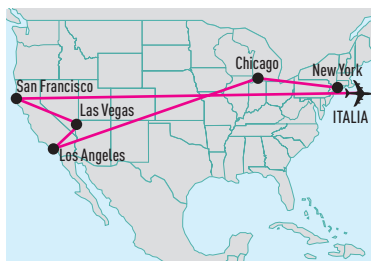 Chicago
New York
San Francisco
ITALIA
Las Vegas
Los Angeles